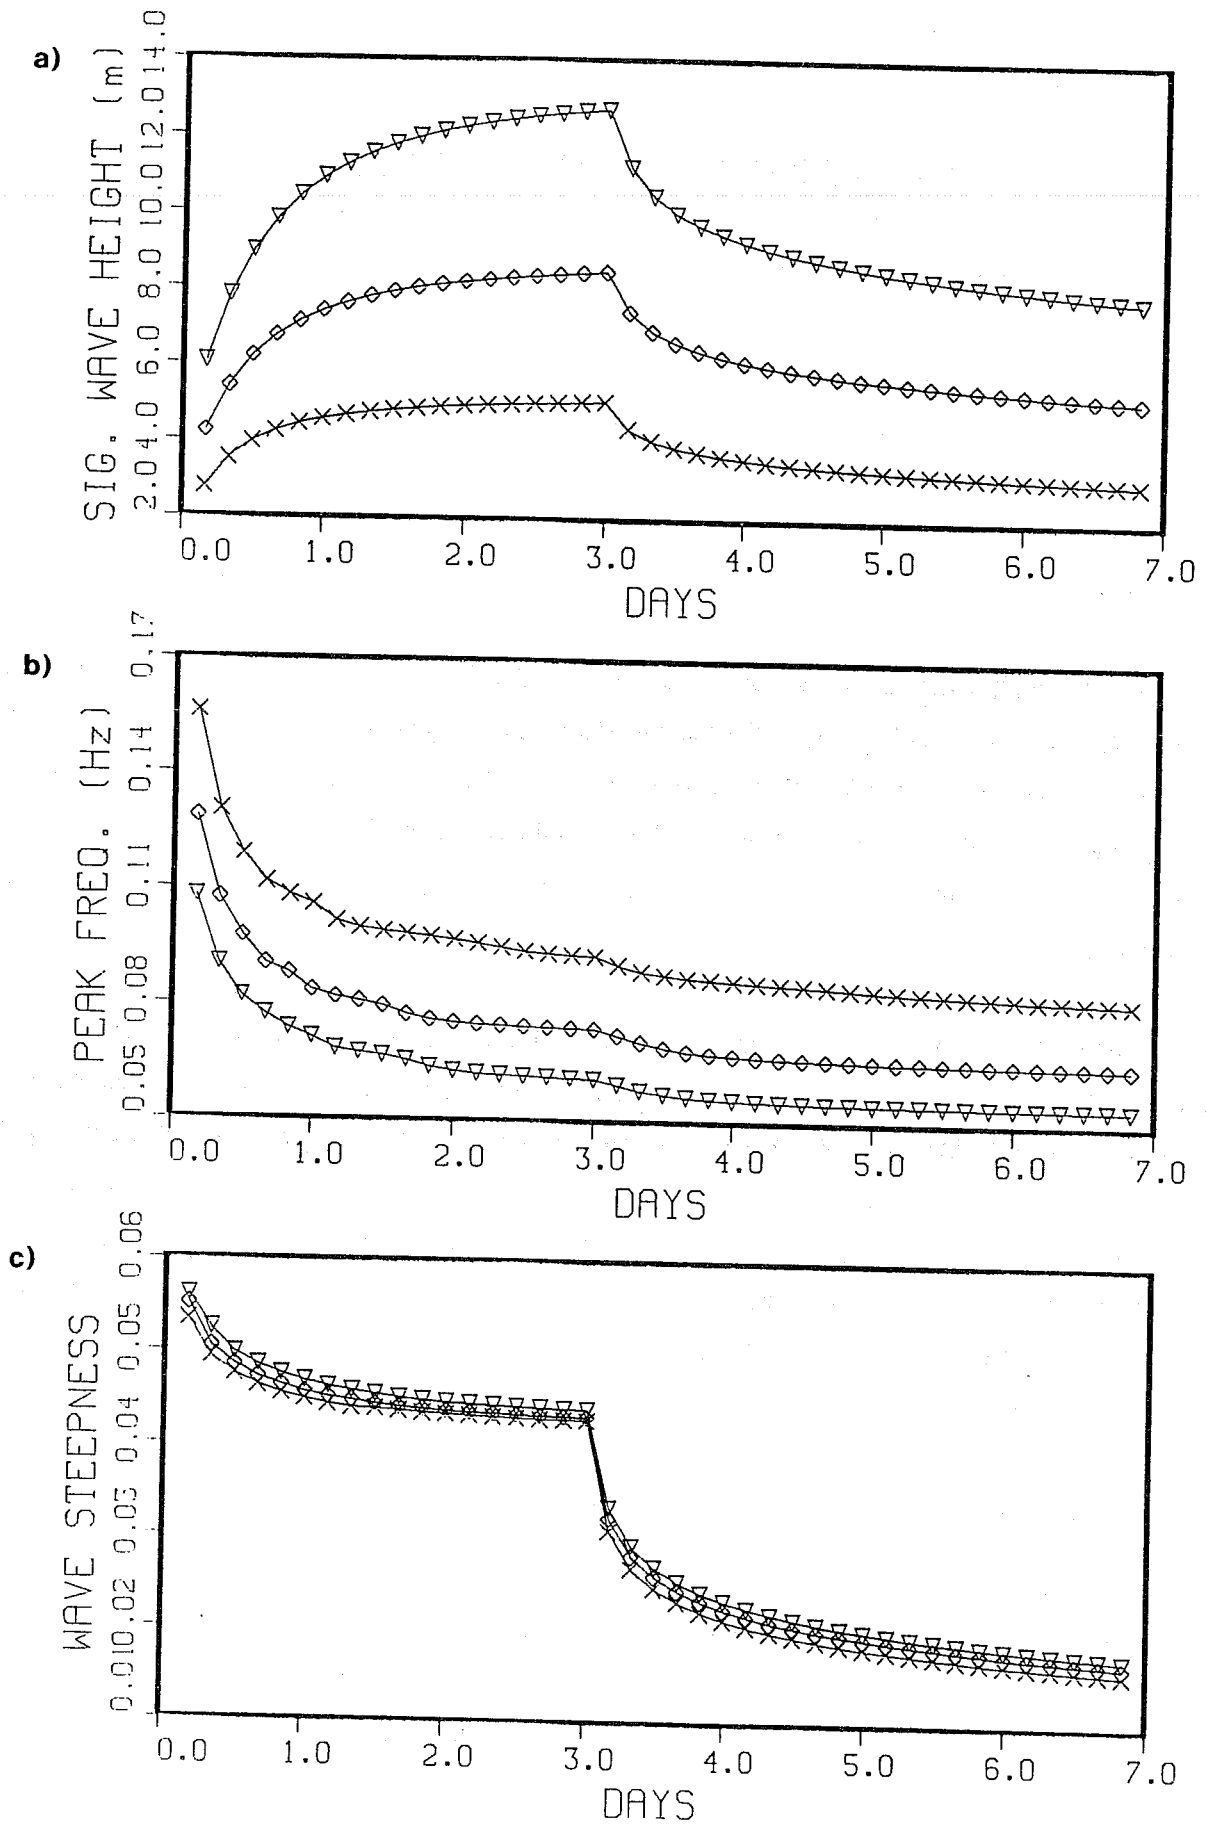 a)
SIG. WAVE HEIGHT (m)
2.0 4.0 6.0 8.0 10.0 12.0 14.0
0.0 1.0 2.0 3.0 4.0 5.0 6.0 7.0
DAYS
b)
PEAK FREQ. (Hz)
0.05 0.08 0.11 0.14 0.17
0.0 1.0 2.0 3.0 4.0 5.0 6.0 7.0
DAYS
c)
WAVE STEEPNESS
0.01 0.02 0.03 0.04 0.05 0.06
0.0 1.0 2.0 3.0 4.0 5.0 6.0 7.0
DAYS